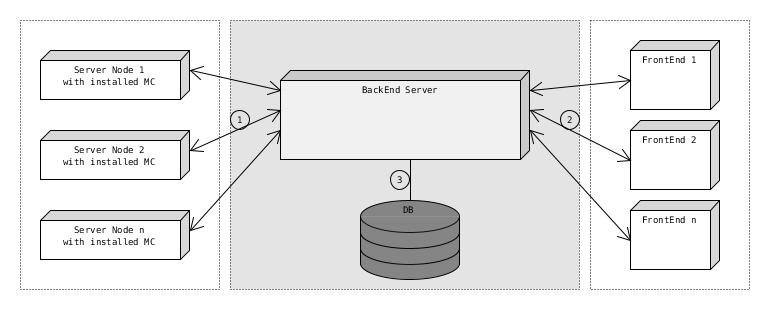 Server Node 1
with installed MC
Server Node 2
with installed MC
Server Node n
with installed MC
1
BackEnd Server
3
DB
2
FrontEnd 1
FrontEnd 2
FrontEnd n